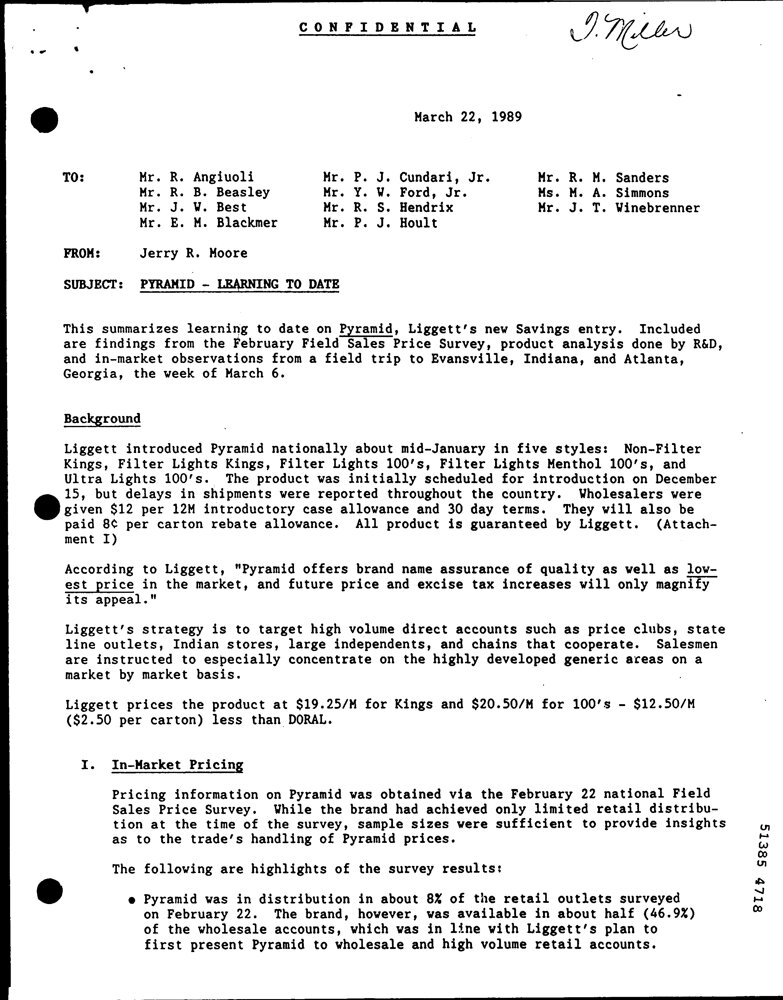 CONFIDENTIAL
J. Miller
March 22, 1989
TO: Mr. R. Angiuoli Mr. P. J. Cundari, Jr. Mr. R. M. Sanders
Mr. R. B. Beasley Mr. Y. W. Ford, Jr. Ms. M. A. Simmons
Mr. J. W. Best Mr. R. S. Hendrix Mr. J. T. Winebrenner
Mr. E. M. Blackmer Mr. P. J. Hoult
FROM: Jerry R. Moore
SUBJECT: PYRAMID - LEARNING TO DATE
This summarizes learning to date on Pyramid, Liggett's new Savings entry. Included
are findings from the February Field Sales Price Survey, product analysis done by R&D,
and in-market observations from a field trip to Evansville, Indiana, and Atlanta,
Georgia, the week of March 6.
Background
Liggett introduced Pyramid nationally about mid-January in five styles: Non-Filter
Kings, Filter Lights Kings, Filter Lights 100's, Filter Lights Menthol 100's, and
Ultra Lights 100's. The product was initially scheduled for introduction on December
15, but delays in shipments were reported throughout the country. Wholesalers were
given $12 per 12M introductory case allowance and 30 day terms. They will also be
paid 8¢ per carton rebate allowance. All product is guaranteed by Liggett. (Attach-
ment I)
According to Liggett, "Pyramid offers brand name assurance of quality as well as low-
est price in the market, and future price and excise tax increases will only magnify
its appeal."
Liggett's strategy is to target high volume direct accounts such as price clubs, state
line outlets, Indian stores, large independents, and chains that cooperate. Salesmen
are instructed to especially concentrate on the highly developed generic areas on a
market by market basis.
Liggett prices the product at $19.25/M for Kings and $20.50/M for 100's - $12.50/M
($2.50 per carton) less than DORAL.
I. In-Market Pricing
Pricing information on Pyramid was obtained via the February 22 national Field
Sales Price Survey. While the brand had achieved only limited retail distribu-
tion at the time of the survey, sample sizes were sufficient to provide insights
as to the trade's handling of Pyramid prices.
The following are highlights of the survey results:
• Pyramid was in distribution in about 8% of the retail outlets surveyed
on February 22. The brand, however, was available in about half (46.9%)
of the wholesale accounts, which was in line with Liggett's plan to
first present Pyramid to wholesale and high volume retail accounts.
51385 4718